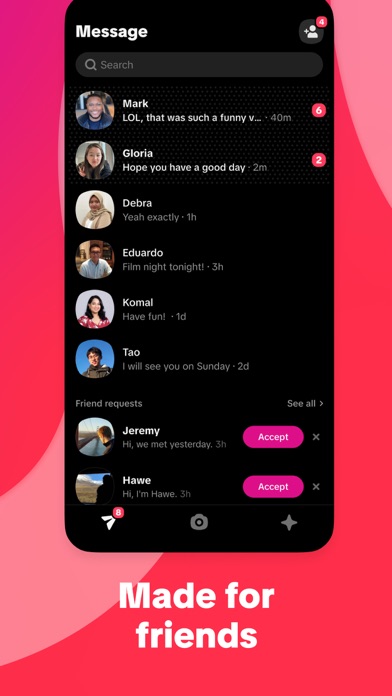 Message
4
Search
Mark
LOL, that was such a funny v... · 40m
6
Gloria
Hope you have a good day · 2m
2
Debra
Yeah exactly · 1h
Eduardo
Film night tonight! · 3h
Komal
Have fun! · 1d
Tao
I will see you on Sunday · 2d
Friend requests
See all >
Jeremy
Hi, we met yesterday. 3h
Accept
Hawe
Hi, I'm Hawe. 3h
Accept
8
Made for
friends